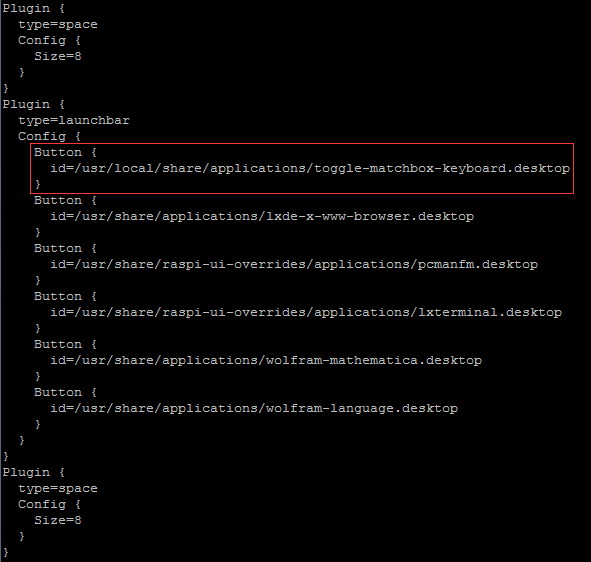 Plugin {
  type=space
  Config {
    Size=8
  }
}
Plugin {
  type=launchbar
  Config {
    Button {
      id=/usr/local/share/applications/toggle-matchbox-keyboard.desktop
    }
    Button {
      id=/usr/share/applications/lxde-x-www-browser.desktop
    }
    Button {
      id=/usr/share/raspi-ui-overrides/applications/pcmanfm.desktop
    }
    Button {
      id=/usr/share/raspi-ui-overrides/applications/lxterminal.desktop
    }
    Button {
      id=/usr/share/applications/wolfram-mathematica.desktop
    }
    Button {
      id=/usr/share/applications/wolfram-language.desktop
    }
  }
}
Plugin {
  type=space
  Config {
    Size=8
  }
}